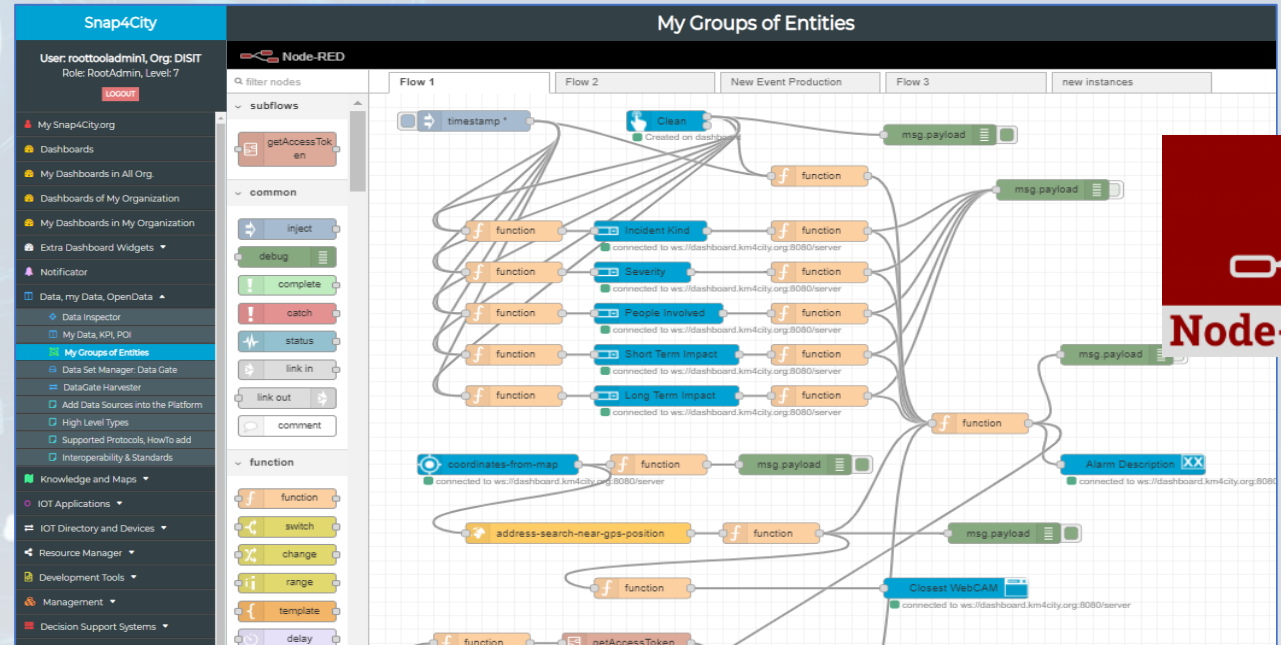 Snap4City
My Groups of Entities
User: roottooladmin1, Org: DISIT
Role: RootAdmin, Level: 7
LOGOUT
My Snap4City.org
Dashboards
My Dashboards in All Org.
Dashboards of My Organization
My Dashboards in My Organization
Extra Dashboard Widgets
Notificator
Data, my Data, OpenData
Data Inspector
My Data, KPI, POI
My Groups of Entities
Data Set Manager: Data Gate
DataGate Harvester
Add Data Sources into the Platform
High Level Types
Supported Protocols, HowTo add
Interoperability & Standards
Knowledge and Maps
IOT Applications
IOT Directory and Devices
Resource Manager
Development Tools
Management
Decision Support Systems
Node-RED
filter nodes
subflows
getAccessTok
en
common
inject
debug
complete
catch
status
link in
link out
comment
function
function
switch
change
range
template
delay
Flow 1
Flow 2
New Event Production
Flow 3
new instances
timestamp *
Clean
Created on dashboard
msg.payload
function
msg.payload
function
Incident Kind
function
connected to ws://dashboard.km4city.org:8080/server
function
Severity
function
connected to ws://dashboard.km4city.org:8080/server
function
People Involved
function
connected to ws://dashboard.km4city.org:8080/server
function
Short Term Impact
function
msg.payload
connected to ws://dashboard.km4city.org:8080/server
function
Long Term Impact
function
connected to ws://dashboard.km4city.org:8080/server
function
coordinates-from-map
function
msg.payload
Alarm Description
connected to ws://dashboard.km4city.org:8080/server
connected to ws://dashboard.km4city.org:808
address-search-near-gps-position
function
msg.payload
function
Closest WebCAM
connected to ws://dashboard.km4city.org:8080/server
function
getAccessToken
Node-